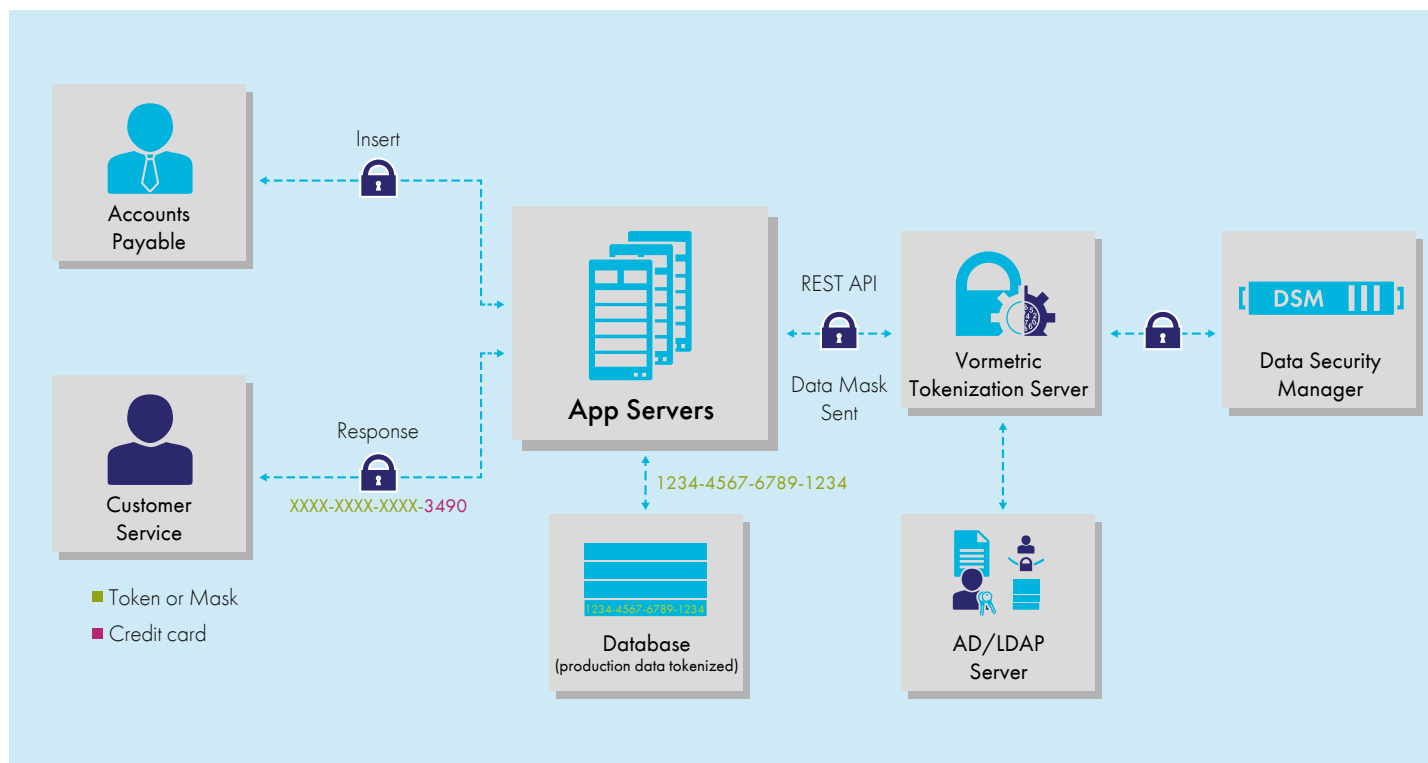 Accounts
Payable
Insert
REST API
DSM
Data Security
Manager
Vormetric
Tokenization Server
Data Mask
Sent
App Servers
Response
XXXX-XXXX-XXXX-3490
Customer
Service
1234-4567-6789-1234
1234-4567-6789-1234
Database
(production data tokenized)
AD/LDAP
Server
Token or Mask
Credit card